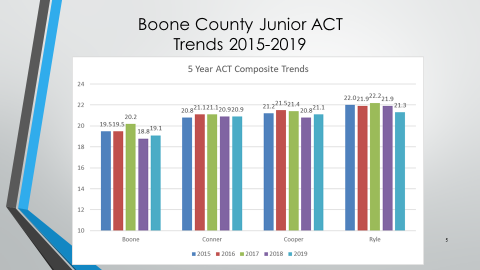 Boone County Junior ACT
Trends 2015-2019
5 Year ACT Composite Trends
24
22
20
18
16
14
12
10
19.5 19.5 20.2 18.8 19.1
20.8 21.1 21.1 20.9 20.9
21.2 21.5 21.4 20.8 21.1
22.0 21.9 22.2 21.9 21.3
Boone Conner Cooper Ryle
2015 2016 2017 2018 2019
5